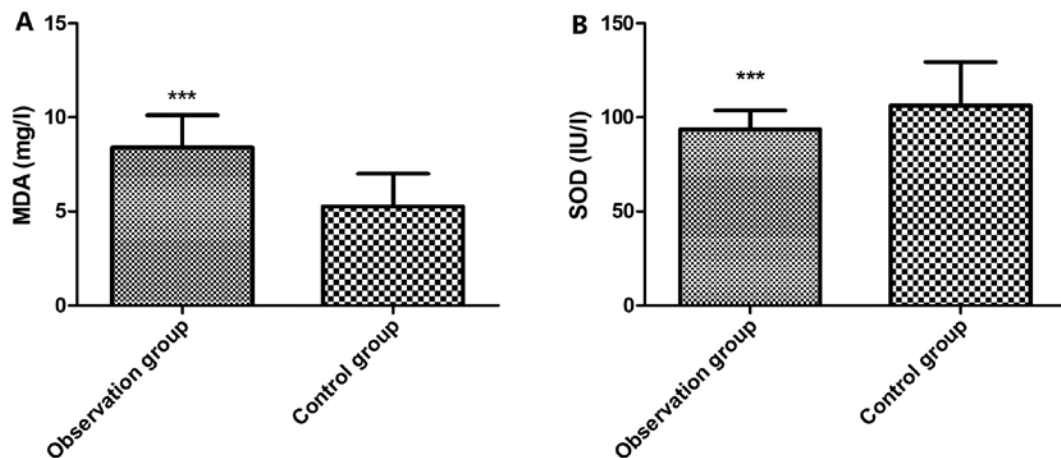 A
MDA (mg/l)
15
10
5
0
***
Observation group
Control group
B
SOD (IU/l)
150
100
50
0
***
Observation group
Control group